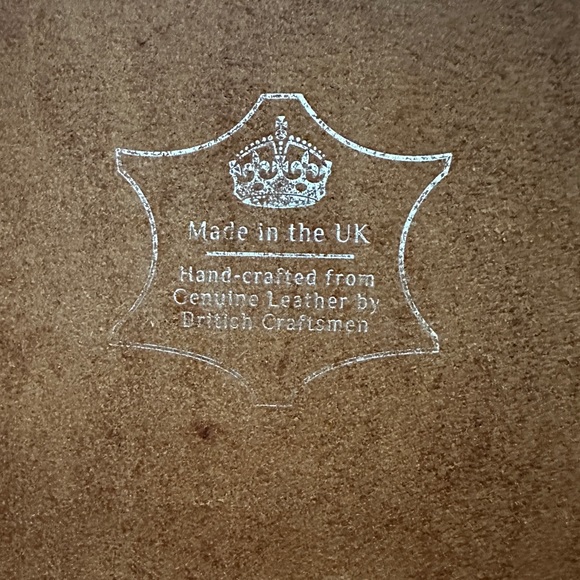 Made in the UK
Hand-crafted from
Genuine Leather by
British Craftsmen